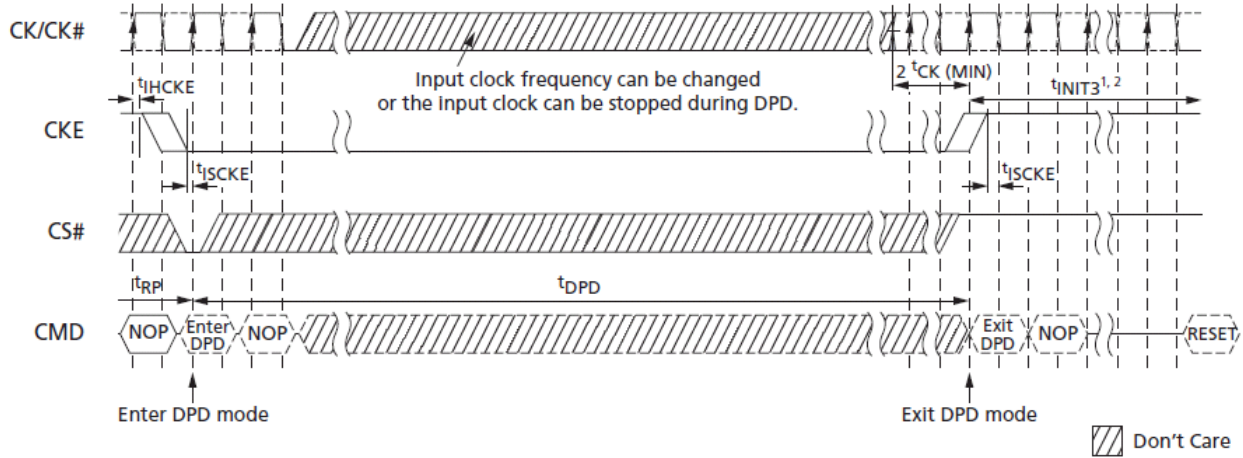 CK/CK#
Input clock frequency can be changed
or the input clock can be stopped during DPD.
2 tCK (MIN)
tINIT3 1, 2
tIHCKE
CKE
tISCKE
tISCKE
CS#
tRP
tDPD
CMD
NOP
Enter
DPD
NOP
Exit
DPD
NOP
RESET
Enter DPD mode
Exit DPD mode
Don't Care